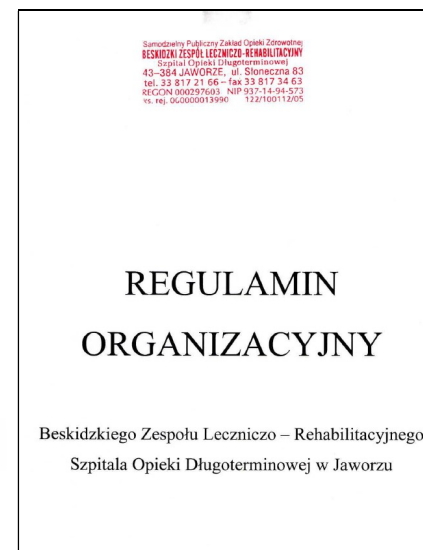 Samodzielny Publiczny Zakład Opieki Zdrowotnej
BESKIDZKI ZESPÓŁ LECZNICZO-REHABILITACYJNY
Szpital Opieki Długoterminowej
43-384 JAWORZE, ul. Słoneczna 83
tel. 33 817 21 66 – fax 33 817 34 63
REGON 000297603 NIP 937-14-94-573
ks. rej. 000000013990 122/100112/05
REGULAMIN
ORGANIZACYJNY
Beskidzkiego Zespołu Leczniczo – Rehabilitacyjnego
Szpitala Opieki Długoterminowej w Jaworzu